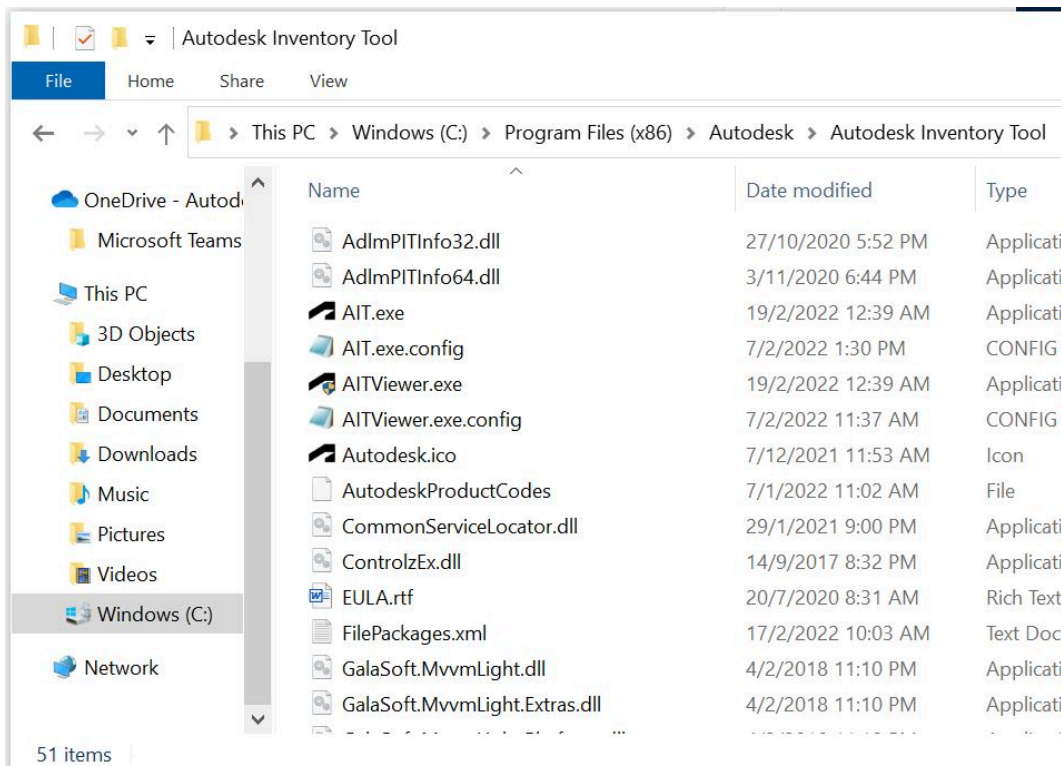 Autodesk Inventory Tool
File Home Share View
This PC > Windows (C:) > Program Files (x86) > Autodesk > Autodesk Inventory Tool
OneDrive - Autod
Microsoft Teams
This PC
3D Objects
Desktop
Documents
Downloads
Music
Pictures
Videos
Windows (C:)
Network
Name Date modified Type
AdlmPITInfo32.dll 27/10/2020 5:52 PM Applicati
AdlmPITInfo64.dll 3/11/2020 6:44 PM Applicati
AIT.exe 19/2/2022 12:39 AM Applicati
AIT.exe.config 7/2/2022 1:30 PM CONFIG
AITViewer.exe 19/2/2022 12:39 AM Applicati
AITViewer.exe.config 7/2/2022 11:37 AM CONFIG
Autodesk.ico 7/12/2021 11:53 AM Icon
AutodeskProductCodes 7/1/2022 11:02 AM File
CommonServiceLocator.dll 29/1/2021 9:00 PM Applicati
ControlzEx.dll 14/9/2017 8:32 PM Applicati
EULA.rtf 20/7/2020 8:31 AM Rich Text
FilePackages.xml 17/2/2022 10:03 AM Text Doc
GalaSoft.MvvmLight.dll 4/2/2018 11:10 PM Applicati
GalaSoft.MvvmLight.Extras.dll 4/2/2018 11:10 PM Applicati
51 items